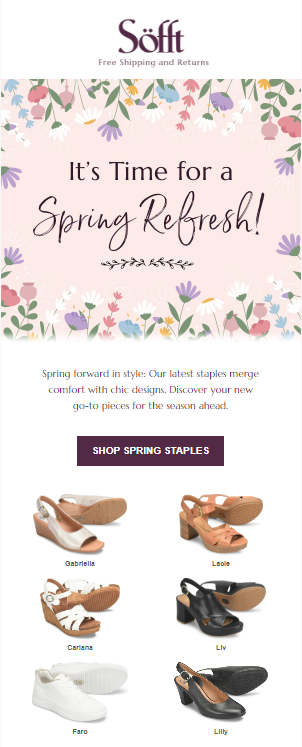 Söfft
Free Shipping and Returns
It's Time for a
Spring Refresh!
Spring forward in style: Our latest staples merge
comfort with chic designs. Discover your new
go-to pieces for the season ahead.
SHOP SPRING STAPLES
Gabriella Laole
Carlana Liv
Faro Lilly